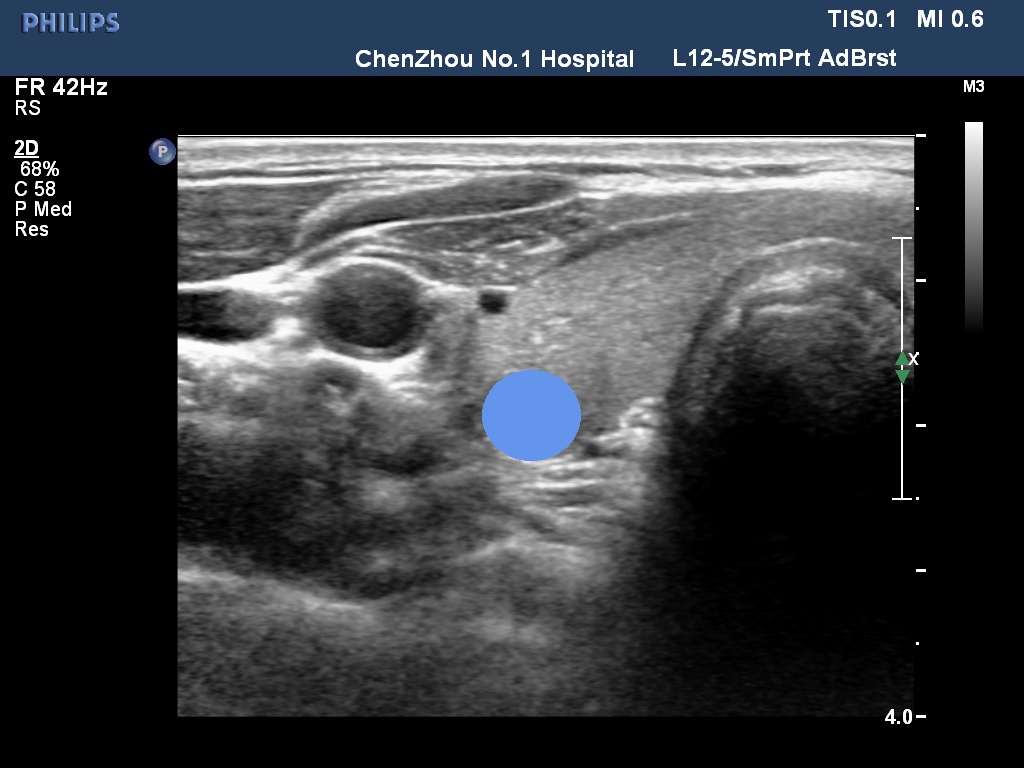 PHILIPS
TIS0.1 MI 0.6
ChenZhou No.1 Hospital L12-5/SmPrt AdBrst
FR 42Hz
RS
M3
2D
68%
C 58
P Med
Res
P
X
4.0